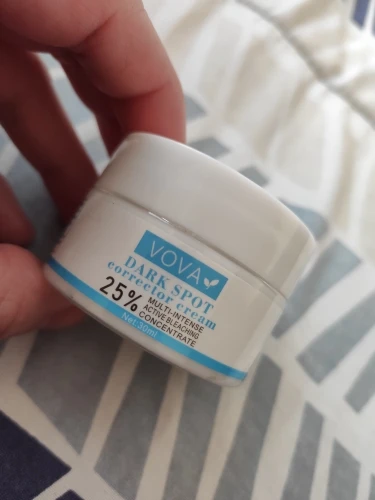 VOVA
DARK SPOT
corrector cream
25% MULTI-INTENSE
ACTIVE BLEACHING
CONCENTRATE
Net:30ml